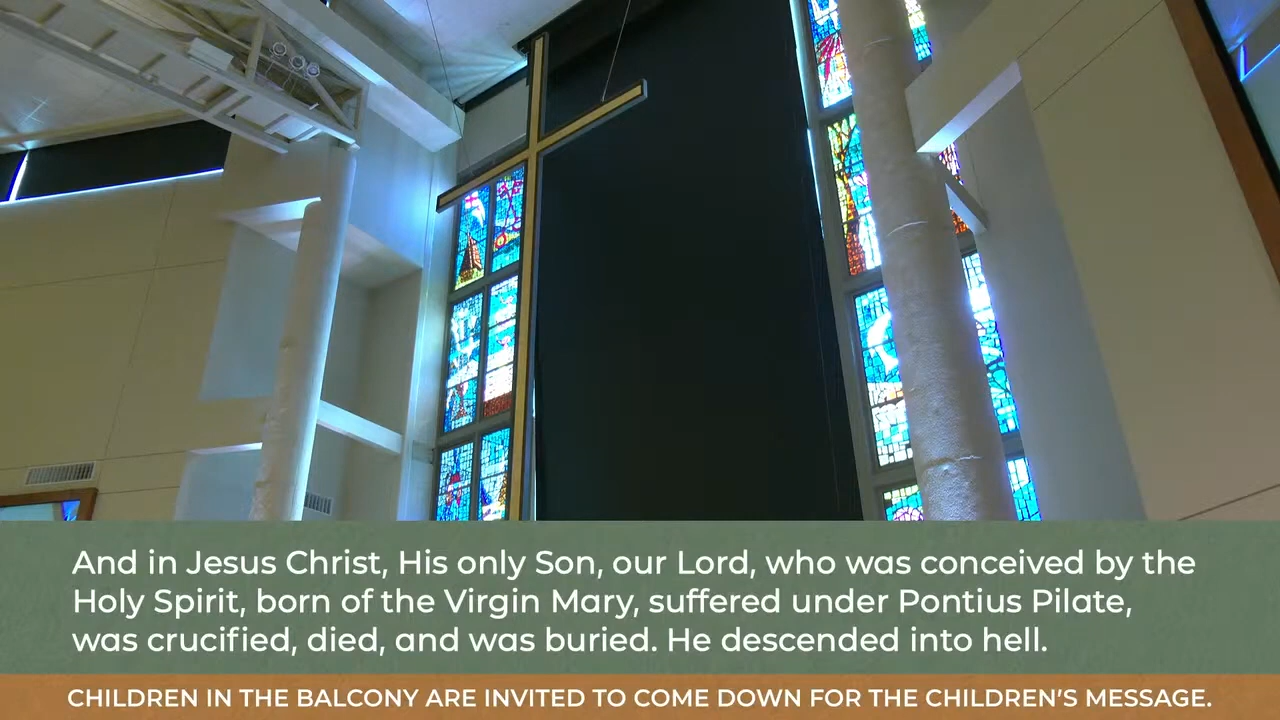 And in Jesus Christ, His only Son, our Lord, who was conceived by the
Holy Spirit, born of the Virgin Mary, suffered under Pontius Pilate,
was crucified, died, and was buried. He descended into hell.
CHILDREN IN THE BALCONY ARE INVITED TO COME DOWN FOR THE CHILDREN'S MESSAGE.